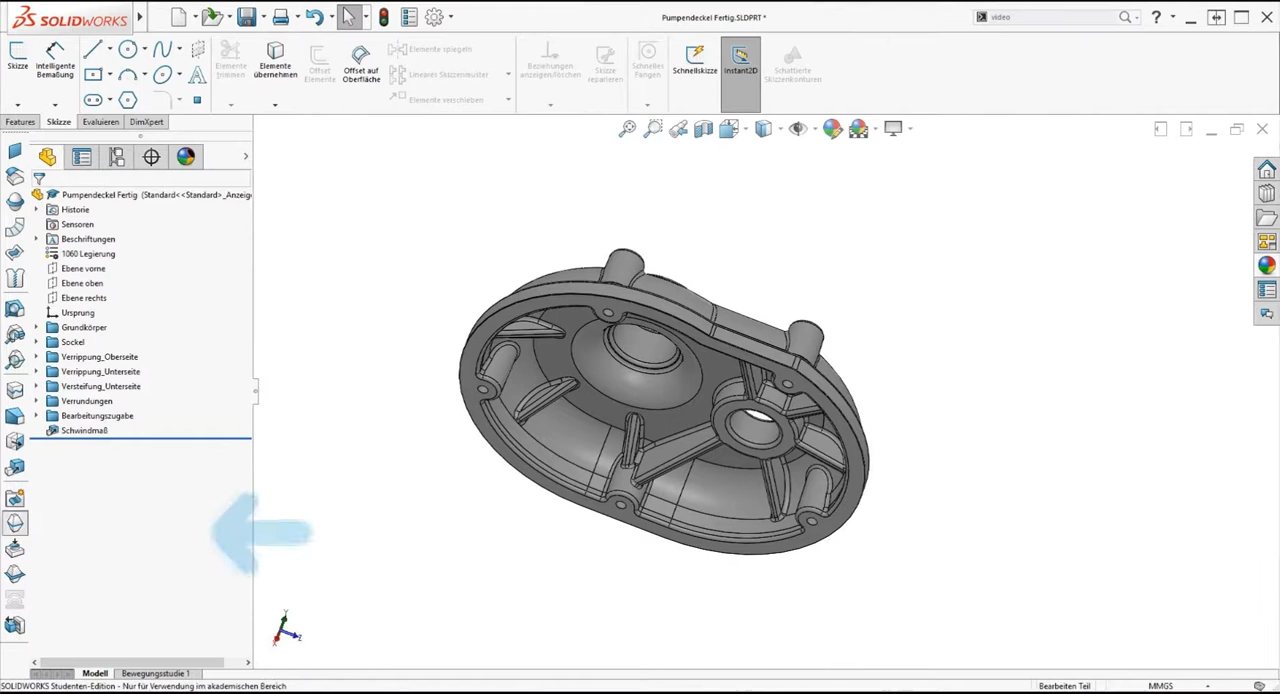 SOLIDWORKS
Pumpendeckel Fertig.SLDPRT *
video
Skizze
Intelligente
Bemaßung
Elemente
trimmen
Elemente
übernehmen
Offset
Elemente
Offset auf
Oberfläche
Elemente spiegeln
Lineares Skizzenmuster
Elemente verschieben
Beziehungen
anzeigen/löschen
Skizze
reparieren
Schnelles
Fangen
Schnellskizze
Instant2D
Schattierte
Skizzenkonturen
Features
Skizze
Evaluieren
DimXpert
Pumpendeckel Fertig (Standard<<Standard>_Anzeige
Historie
Sensoren
Beschriftungen
1060 Legierung
Ebene vorne
Ebene oben
Ebene rechts
Ursprung
Grundkörper
Sockel
Verrippung_Oberseite
Verrippung_Unterseite
Versteifung_Unterseite
Verrundungen
Bearbeitungszugabe
Schwindmaß
Y
X
Z
Modell
Bewegungsstudie 1
SOLIDWORKS Studenten-Edition - Nur für Verwendung im akademischen Bereich
Bearbeiten Teil
MMGS